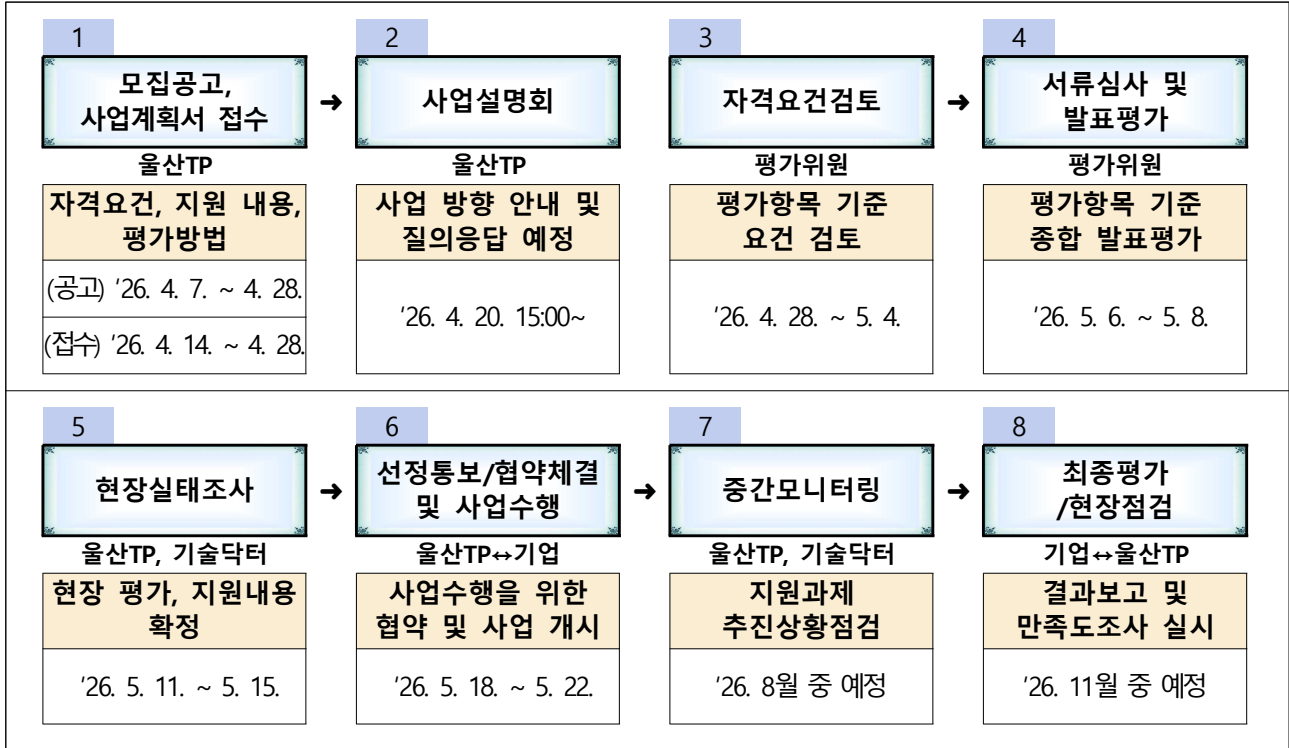 1
모집공고,
사업계획서 접수
울산TP
자격요건, 지원 내용,
평가방법
(공고) '26. 4. 7. ~ 4. 28.
(접수) '26. 4. 14. ~ 4. 28.
➜
2
사업설명회
울산TP
사업 방향 안내 및
질의응답 예정
'26. 4. 20. 15:00~
3
자격요건검토
평가위원
평가항목 기준
요건 검토
'26. 4. 28. ~ 5. 4.
➜
4
서류심사 및
발표평가
평가위원
평가항목 기준
종합 발표평가
'26. 5. 6. ~ 5. 8.
5
현장실태조사
울산TP, 기술닥터
현장 평가, 지원내용
확정
'26. 5. 11. ~ 5. 15.
➜
6
선정통보/협약체결
및 사업수행
울산TP↔기업
사업수행을 위한
협약 및 사업 개시
'26. 5. 18. ~ 5. 22.
➜
7
중간모니터링
울산TP, 기술닥터
지원과제
추진상황점검
'26. 8월 중 예정
➜
8
최종평가
/현장점검
기업↔울산TP
결과보고 및
만족도조사 실시
'26. 11월 중 예정